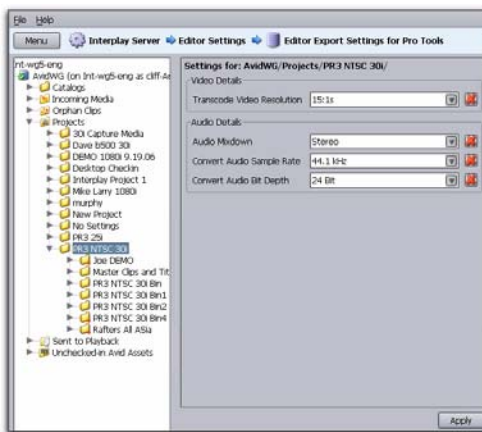 File Help
Menu Interplay Server Editor Settings Editor Export Settings for Pro Tools
Int-wg5-eng
AvidWG (on Int-wg5-eng as cliff-Ar
Catalogs
Incoming Media
Orphan Clips
Projects
30i Capture Media
Dave b500 30i
DEMO 1080i 9.19.06
Desktop Checkin
Interplay Project 1
Mike Larry 1080i
murphy
New Project
No Settings
PR3 25i
PR3 NTSC 30i
Joe DEMO
Master Clips and Tit
PR3 NTSC 30i Bin
PR3 NTSC 30i Bin1
PR3 NTSC 30i Bin2
PR3 NTSC 30i Bin4
Rafters All ASia
Sent to Playback
Unchecked-in Avid Assets
Settings for: AvidWG/Projects/PR3 NTSC 30i/
Video Details
Transcode Video Resolution 15:1s
Audio Details
Audio Mixdown Stereo
Convert Audio Sample Rate 44.1 kHz
Convert Audio Bit Depth 24 Bit
Apply